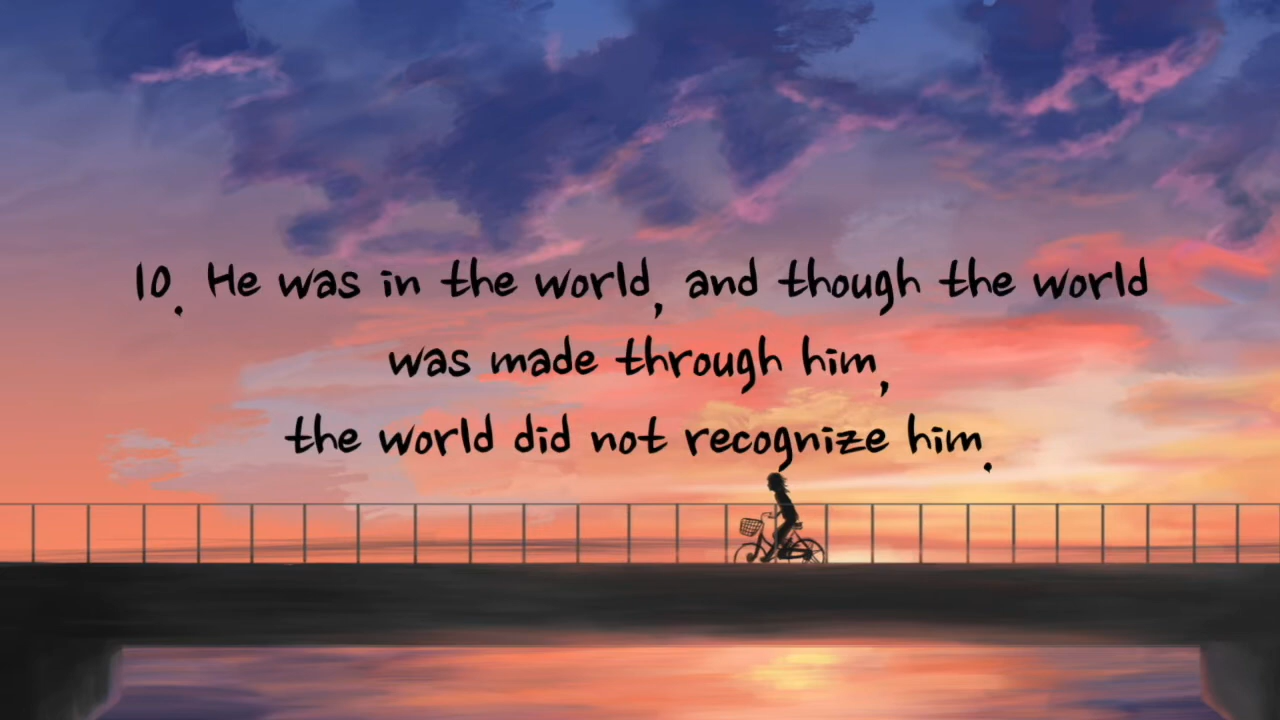 10. He was in the world, and though the world
was made through him,
the world did not recognize him.